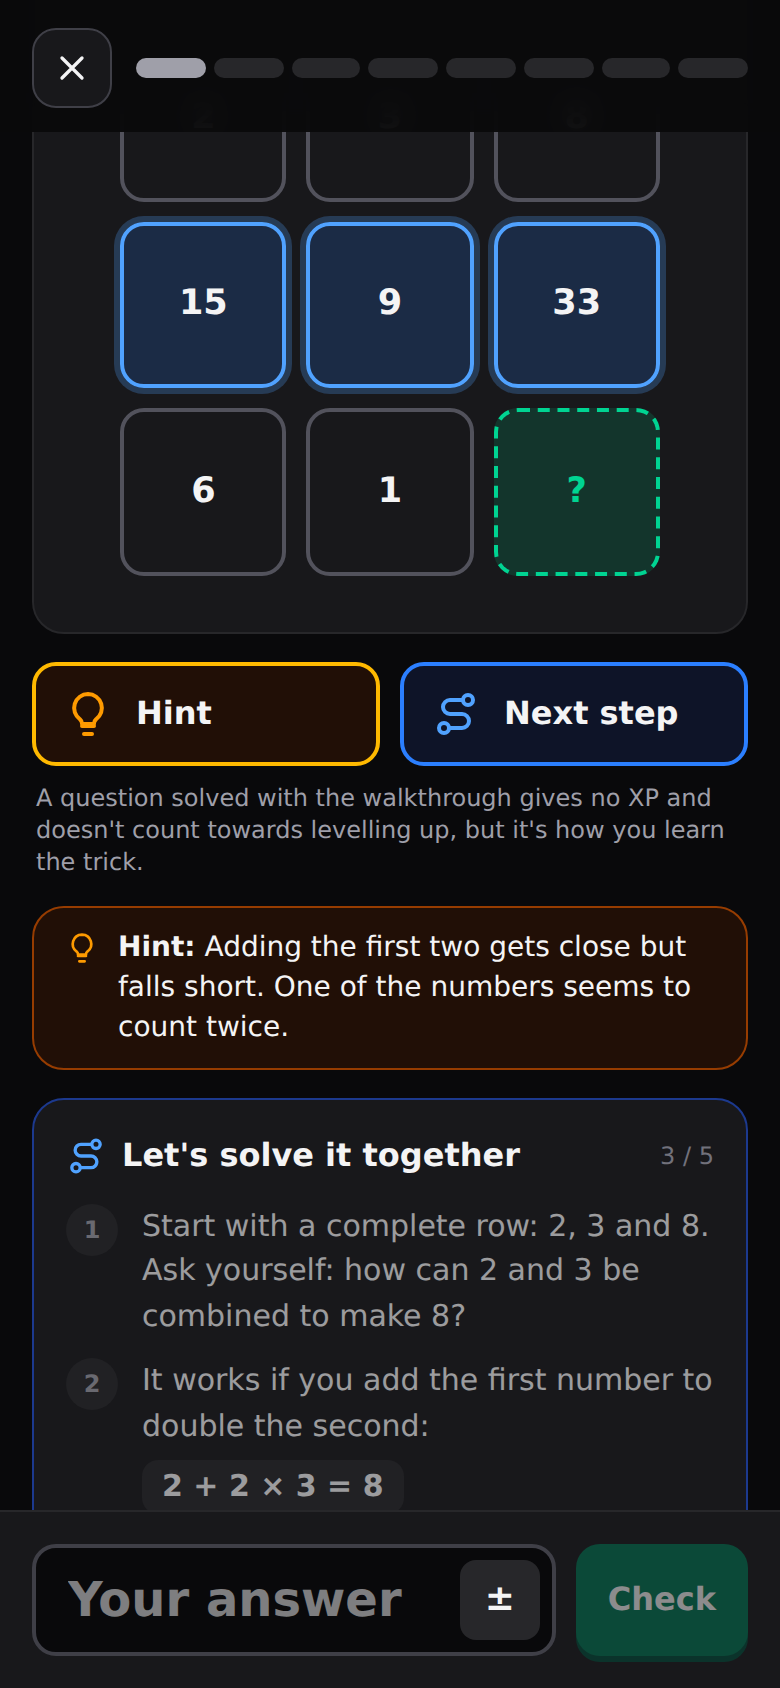 15 9 33
6 1 ?
Hint
Next step
A question solved with the walkthrough gives no XP and
doesn't count towards levelling up, but it's how you learn
the trick.
Hint: Adding the first two gets close but
falls short. One of the numbers seems to
count twice.
Let's solve it together
3 / 5
1
Start with a complete row: 2, 3 and 8.
Ask yourself: how can 2 and 3 be
combined to make 8?
2
It works if you add the first number to
double the second:
2 + 2 × 3 = 8
Your answer
±
Check